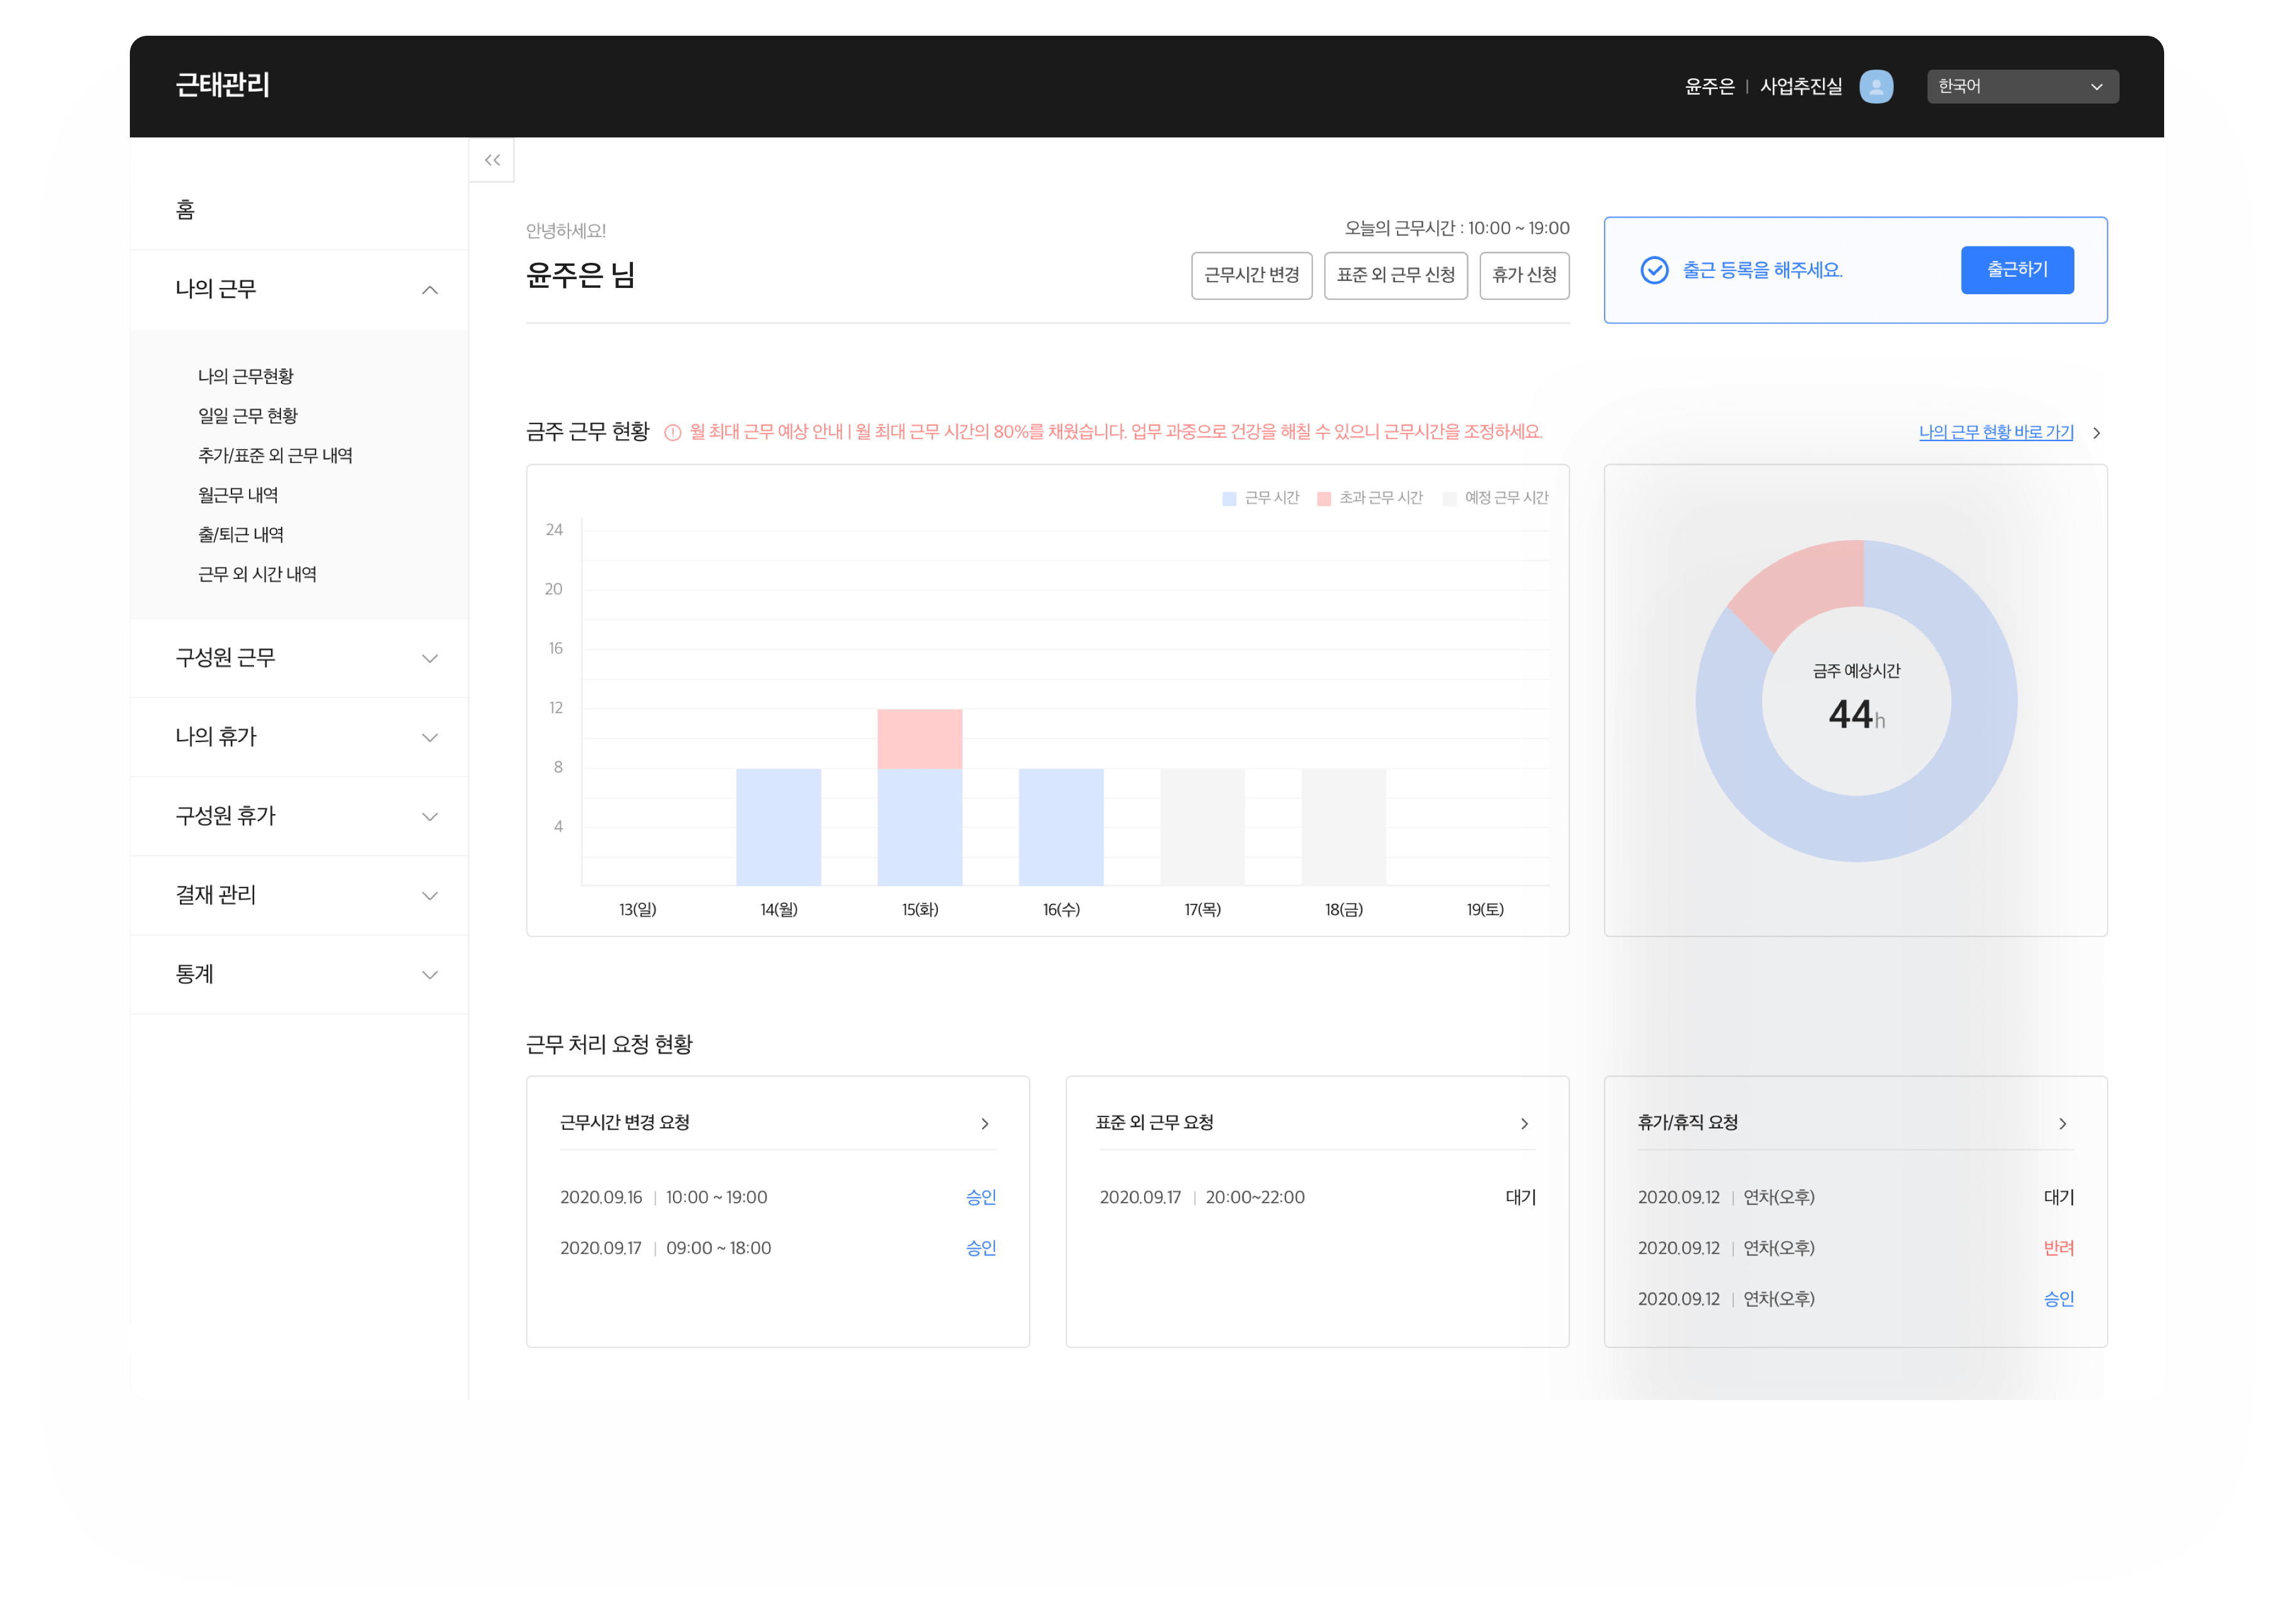 근태관리
윤주은 | 사업추진실
한국어
홈
나의 근무
나의 근무현황
일일 근무 현황
추가/표준 외 근무 내역
월근무 내역
출/퇴근 내역
근무 외 시간 내역
구성원 근무
나의 휴가
구성원 휴가
결재 관리
통계
안녕하세요!
윤주은 님
오늘의 근무시간 : 10:00 ~ 19:00
근무시간 변경
표준 외 근무 신청
휴가 신청
출근 등록을 해주세요.
출근하기
금주 근무 현황
월 최대 근무 예상 안내 | 월 최대 근무 시간의 80%를 채웠습니다. 업무 과중으로 건강을 해칠 수 있으니 근무시간을 조정하세요.
나의 근무 현황 바로 가기
근무 시간
초과 근무 시간
예정 근무 시간
24
20
16
12
8
4
13(일)
14(월)
15(화)
16(수)
17(목)
18(금)
19(토)
금주 예상시간
44h
근무 처리 요청 현황
근무시간 변경 요청
2020.09.16 | 10:00 ~ 19:00 승인
2020.09.17 | 09:00 ~ 18:00 승인
표준 외 근무 요청
2020.09.17 | 20:00~22:00 대기
휴가/휴직 요청
2020.09.12 | 연차(오후) 대기
2020.09.12 | 연차(오후) 반려
2020.09.12 | 연차(오후) 승인